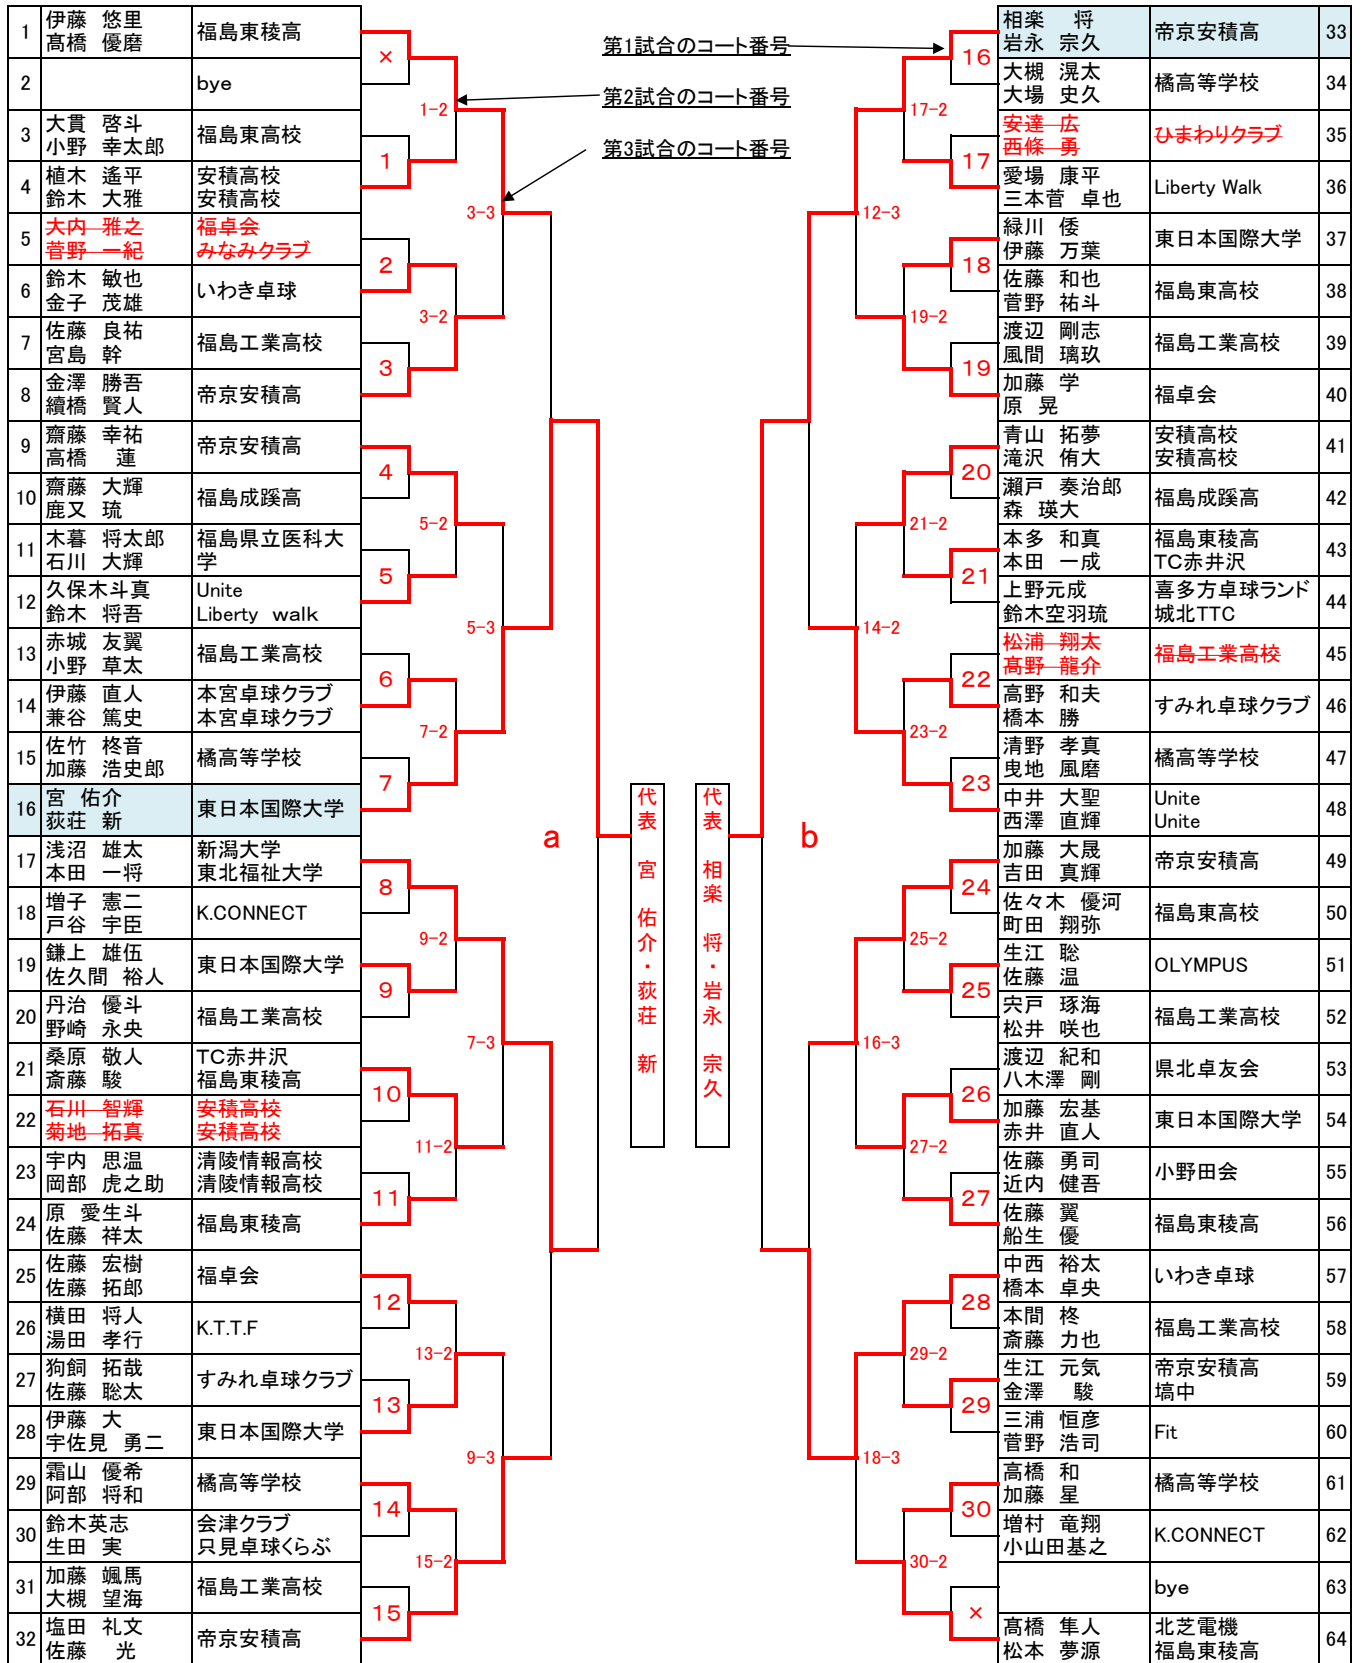 第1試合のコート番号
第2試合のコート番号
第3試合のコート番号
1 伊藤 悠里 福島東稜高
髙橋 優磨
2 bye
3 大貫 啓斗 福島東高校
小野 幸太郎
4 植木 遙平 安積高校
鈴木 大雅 安積高校
5 大内 雅之 福卓会
菅野 一紀 みなみクラブ
6 鈴木 敏也 いわき卓球
金子 茂雄
7 佐藤 良祐 福島工業高校
宮島 幹
8 金澤 勝吾 帝京安積高
續橋 賢人
9 齋藤 幸祐 帝京安積高
高橋 蓮
10 齋藤 大輝 福島成蹊高
鹿又 琉
11 木暮 将太郎 福島県立医科大
石川 大輝 学
12 久保木斗真 Unite
鈴木 将吾 Liberty walk
13 赤城 友翼 福島工業高校
小野 草太
14 伊藤 直人 本宮卓球クラブ
兼谷 篤史 本宮卓球クラブ
15 佐竹 柊音 橘高等学校
加藤 浩史郎
16 宮 佑介 東日本国際大学
荻荘 新
17 浅沼 雄太 新潟大学
本田 一将 東北福祉大学
18 増子 憲二 K.CONNECT
戸谷 宇臣
19 鎌上 雄伍 東日本国際大学
佐久間 裕人
20 丹治 優斗 福島工業高校
野崎 永央
21 桑原 敬人 TC赤井沢
斎藤 駿 福島東稜高
22 石川 智輝 安積高校
菊地 拓真 安積高校
23 宇内 思温 清陵情報高校
岡部 虎之助 清陵情報高校
24 原 愛生斗 福島東稜高
佐藤 祥太
25 佐藤 宏樹 福卓会
佐藤 拓郎
26 横田 将人 K.T.T.F
湯田 孝行
27 狗飼 拓哉 すみれ卓球クラブ
佐藤 聡太
28 伊藤 大 東日本国際大学
宇佐見 勇二
29 霜山 優希 橘高等学校
阿部 将和
30 鈴木英志 会津クラブ
生田 実 只見卓球くらぶ
31 加藤 颯馬 福島工業高校
大槻 望海
32 塩田 礼文 帝京安積高
佐藤 光
×
1
2
3
4
5
6
7
8
9
10
11
12
13
14
15
1-2
3-2
5-2
7-2
9-2
11-2
13-2
15-2
3-3
5-3
7-3
9-3
a
代表 宮 佑介・荻荘 新
代表 相楽 将・岩永 宗久
b
12-3
14-2
16-3
18-3
17-2
19-2
21-2
23-2
25-2
27-2
29-2
30-2
16
17
18
19
20
21
22
23
24
25
26
27
28
29
30
×
相楽 将 帝京安積高 33
岩永 宗久
大槻 滉太 橘高等学校 34
大場 史久
安達 広 ひまわりクラブ 35
西條 勇
愛場 康平 Liberty Walk 36
三本菅 卓也
緑川 倭 東日本国際大学 37
伊藤 万葉
佐藤 和也 福島東高校 38
菅野 祐斗
渡辺 剛志 福島工業高校 39
風間 璃玖
加藤 学 福卓会 40
原 晃
青山 拓夢 安積高校 41
滝沢 侑大 安積高校
瀨戸 奏治郎 福島成蹊高 42
森 瑛大
本多 和真 福島東稜高 43
本田 一成 TC赤井沢
上野元成 喜多方卓球ランド 44
鈴木空羽琉 城北TTC
松浦 翔太 福島工業高校 45
髙野 龍介
高野 和夫 すみれ卓球クラブ 46
橋本 勝
清野 孝真 橘高等学校 47
曳地 風磨
中井 大聖 Unite 48
西澤 直輝 Unite
加藤 大晟 帝京安積高 49
吉田 真輝
佐々木 優河 福島東高校 50
町田 翔弥
生江 聡 OLYMPUS 51
佐藤 温
宍戸 琢海 福島工業高校 52
松井 咲也
渡辺 紀和 県北卓友会 53
八木澤 剛
加藤 宏基 東日本国際大学 54
赤井 直人
佐藤 勇司 小野田会 55
近内 健吾
佐藤 翼 福島東稜高 56
船生 優
中西 裕太 いわき卓球 57
橋本 卓央
本間 柊 福島工業高校 58
斎藤 力也
生江 元気 帝京安積高 59
金澤 駿 塙中
三浦 恒彦 Fit 60
菅野 浩司
高橋 和 橘高等学校 61
加藤 星
増村 竜翔 K.CONNECT 62
小山田基之
bye 63
髙橋 隼人 北芝電機 64
松本 夢源 福島東稜高